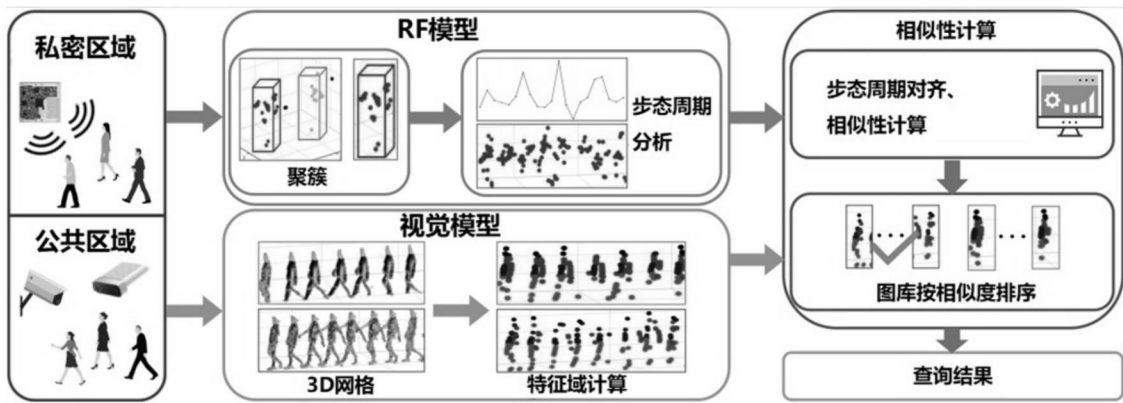 私密区域
RF模型
聚簇
步态周期
分析
相似性计算
步态周期对齐、
相似性计算
公共区域
视觉模型
3D网格
特征域计算
图库按相似度排序
查询结果